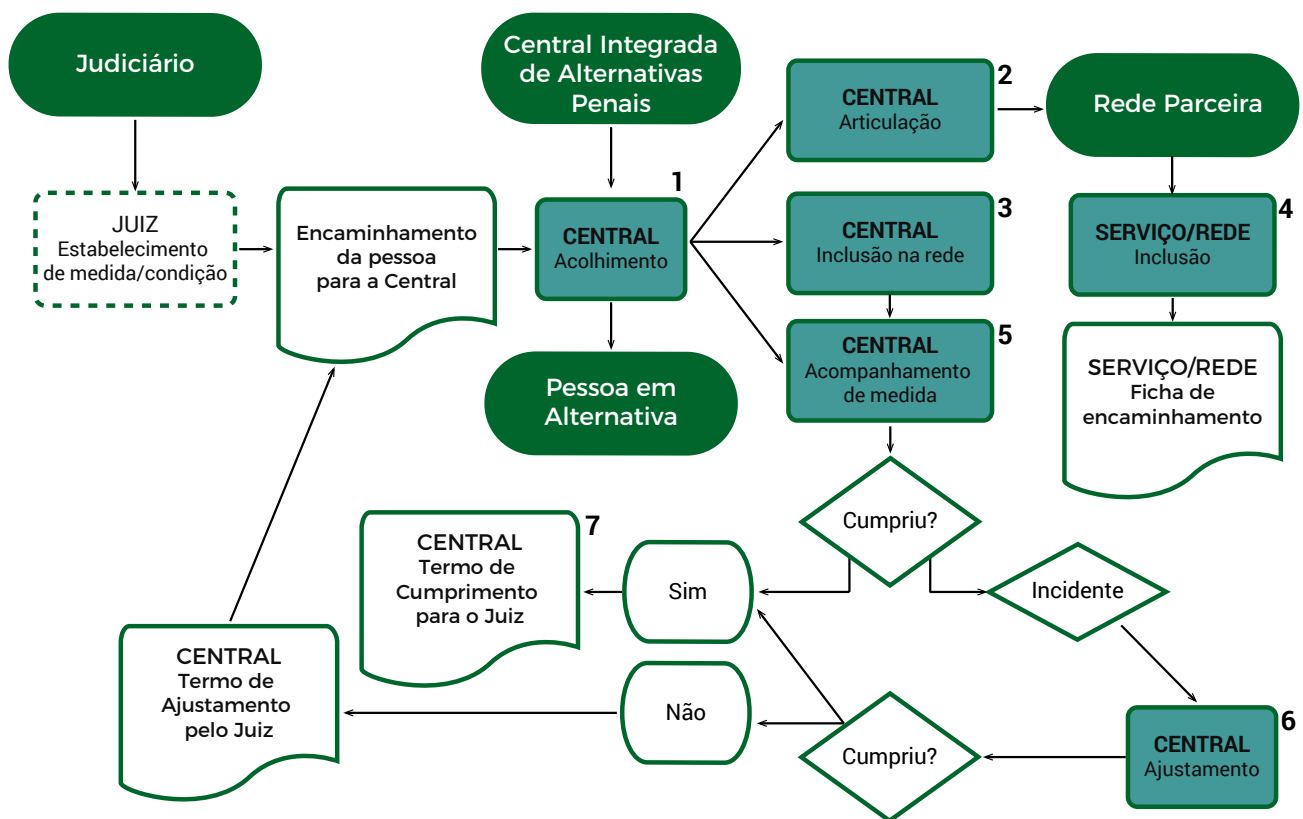 Judiciário
Central Integrada
de Alternativas
Penais
2
CENTRAL
Articulação
Rede Parceira
JUIZ
Estabelecimento
de medida/condição
Encaminhamento
da pessoa
para a Central
1
CENTRAL
Acolhimento
3
CENTRAL
Inclusão na rede
4
SERVIÇO/REDE
Inclusão
Pessoa em
Alternativa
5
CENTRAL
Acompanhamento
de medida
SERVIÇO/REDE
Ficha de
encaminhamento
Cumpriu?
7
CENTRAL
Termo de
Cumprimento
para o Juiz
Sim
Incidente
CENTRAL
Termo de
Ajustamento
pelo Juiz
Não
Cumpriu?
6
CENTRAL
Ajustamento